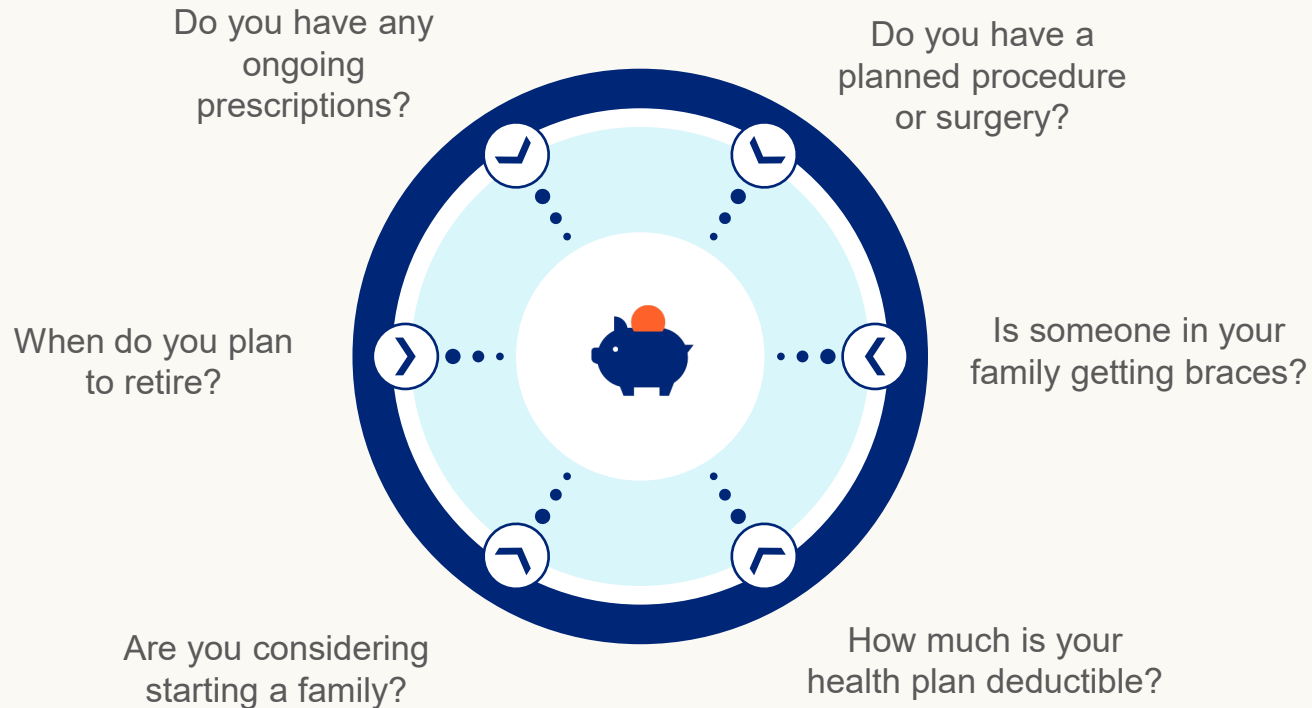 Do you have any
ongoing
prescriptions?
Do you have a
planned procedure
or surgery?
When do you plan
to retire?
Is someone in your
family getting braces?
Are you considering
starting a family?
How much is your
health plan deductible?